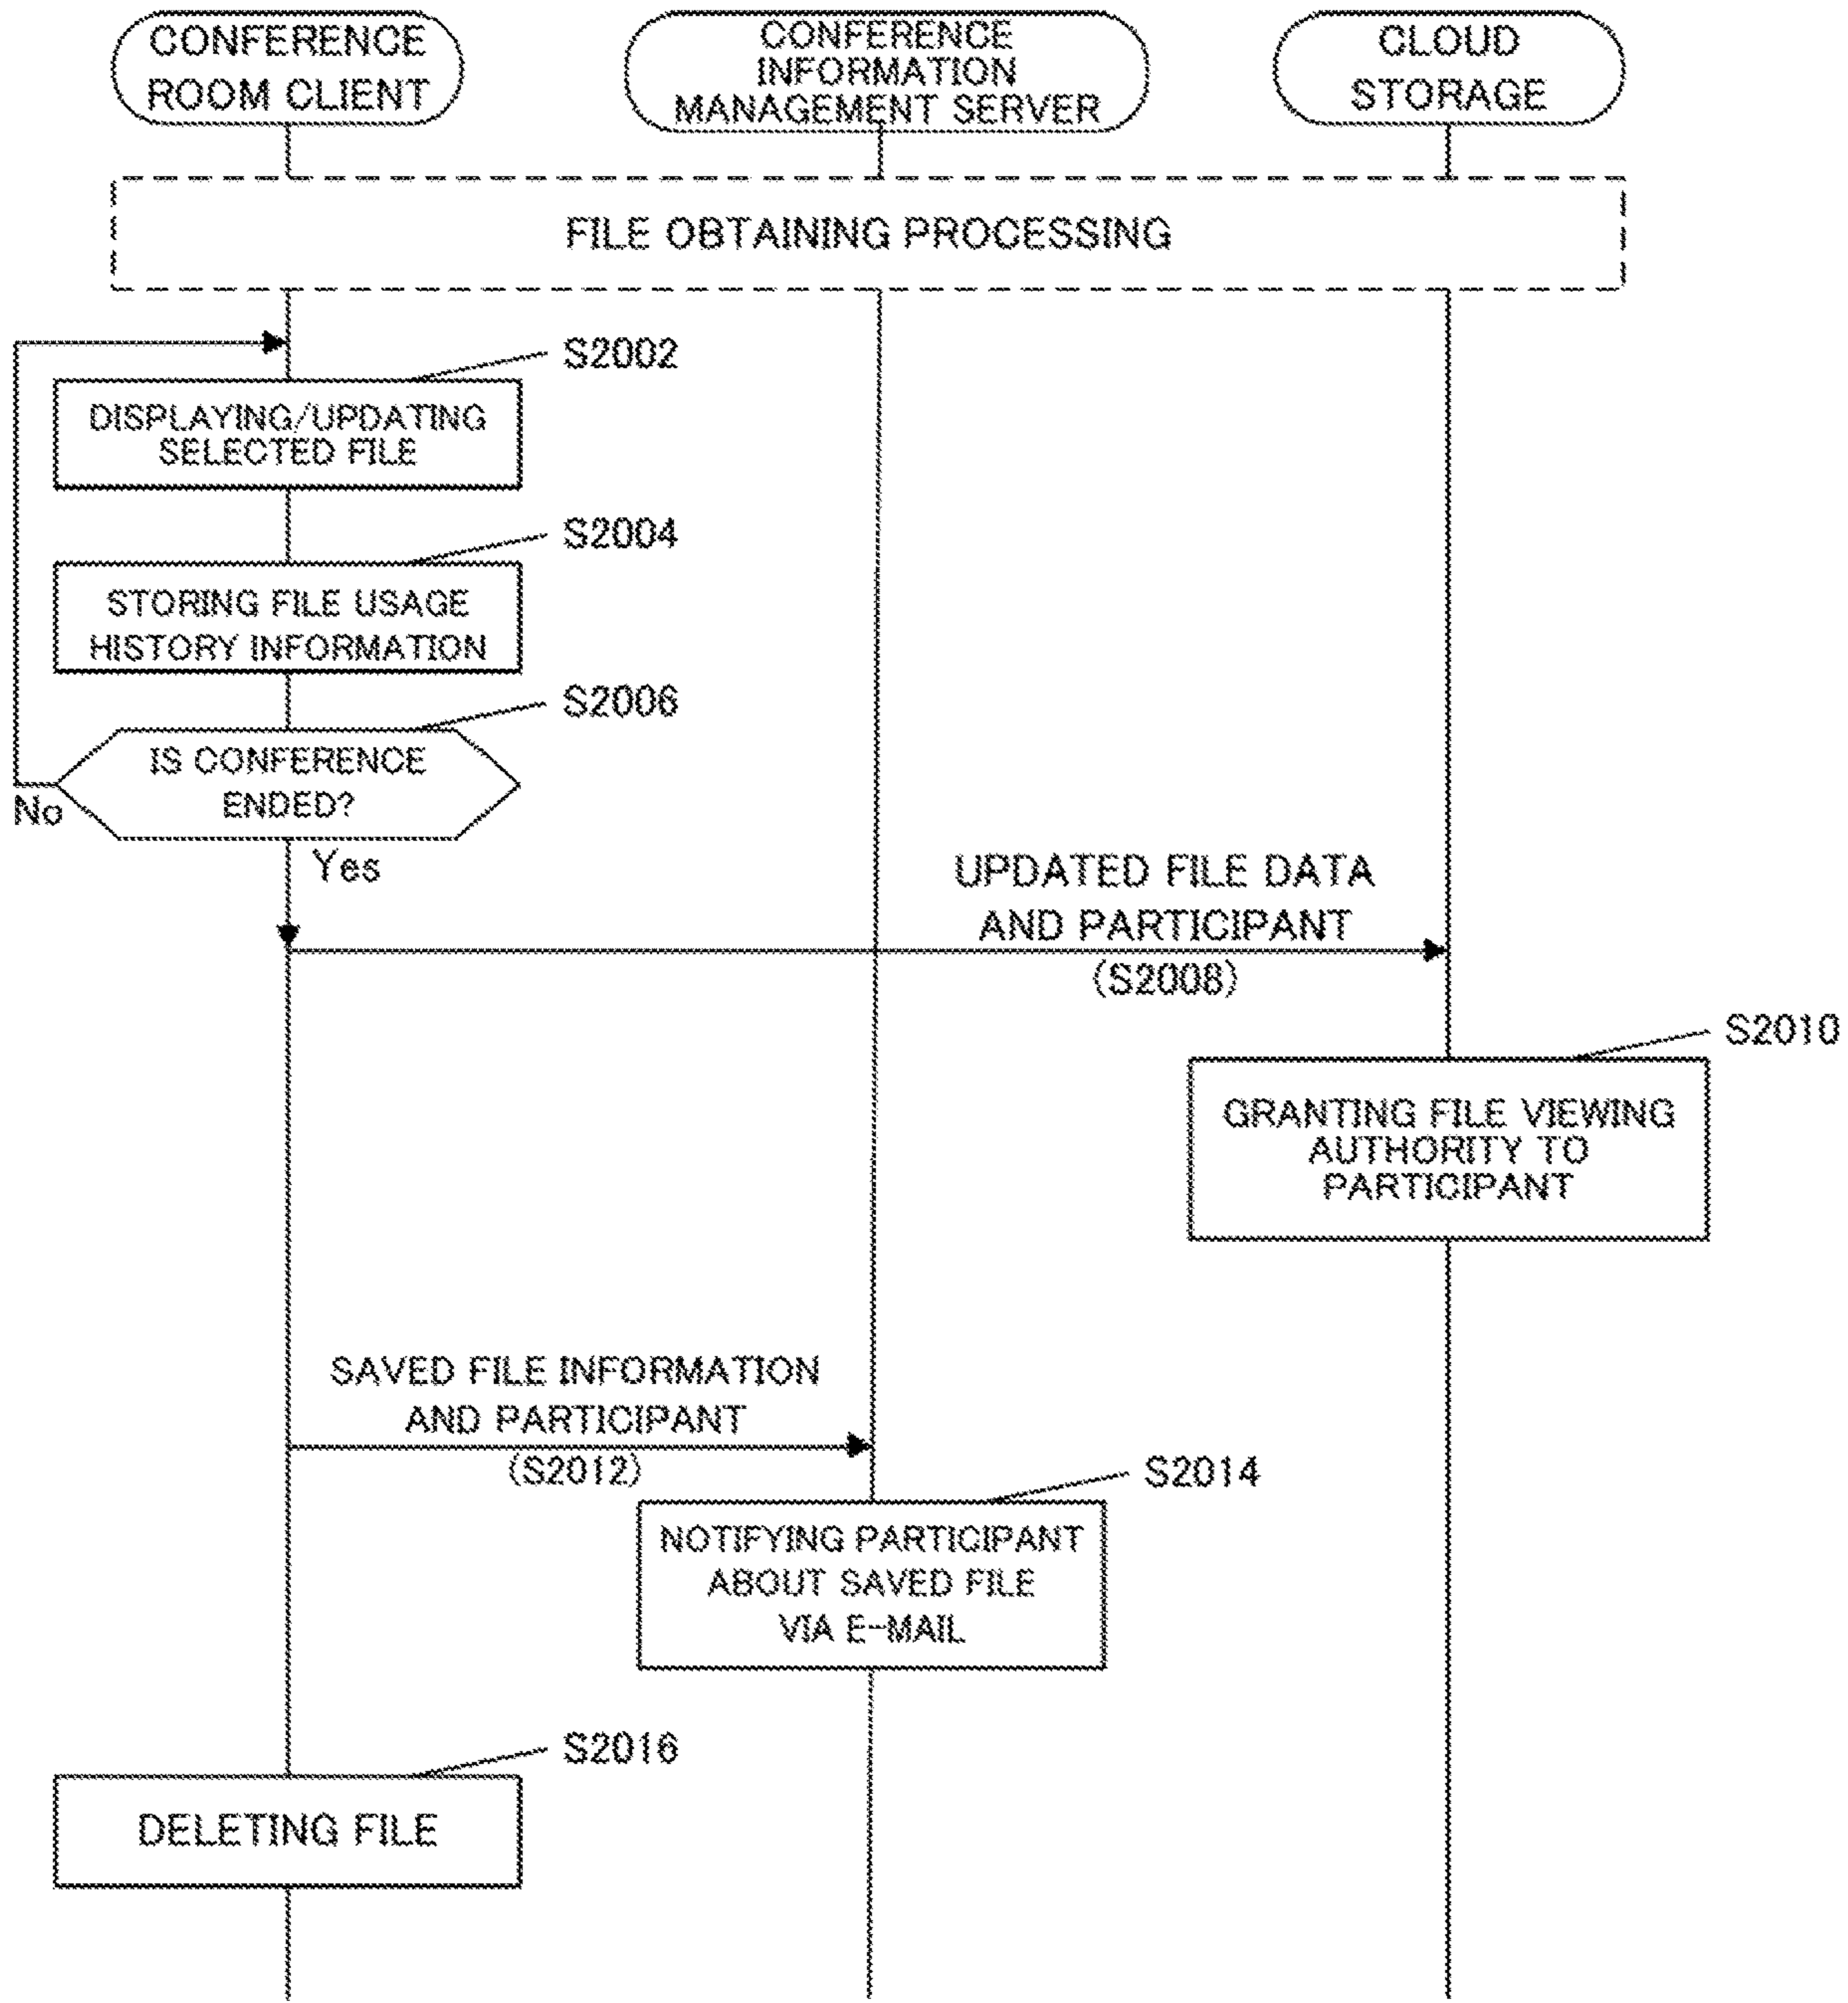 CONFERENCE
ROOM CLIENT
CONFERENCE
INFORMATION
MANAGEMENT SERVER
CLOUD
STORAGE
FILE OBTAINING PROCESSING
S2002
DISPLAYING/UPDATING
SELECTED FILE
S2004
STORING FILE USAGE
HISTORY INFORMATION
S2006
IS CONFERENCE
ENDED?
No
Yes
UPDATED FILE DATA
AND PARTICIPANT
(S2008)
S2010
GRANTING FILE VIEWING
AUTHORITY TO
PARTICIPANT
SAVED FILE INFORMATION
AND PARTICIPANT
(S2012)
S2014
NOTIFYING PARTICIPANT
ABOUT SAVED FILE
VIA E-MAIL
S2016
DELETING FILE